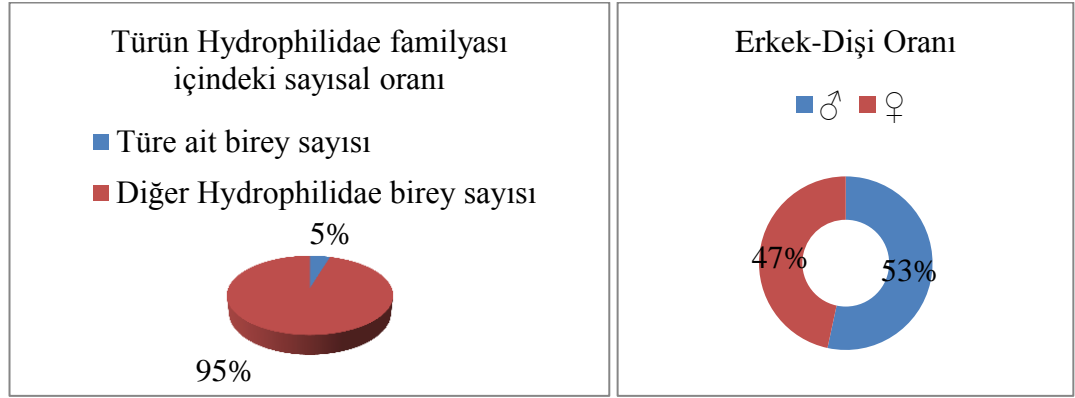 Türün Hydrophilidae familyası
içindeki sayısal oranı
Türe ait birey sayısı
Diğer Hydrophilidae birey sayısı
5%
95%
Erkek-Dişi Oranı
♂ ♀
47%
53%